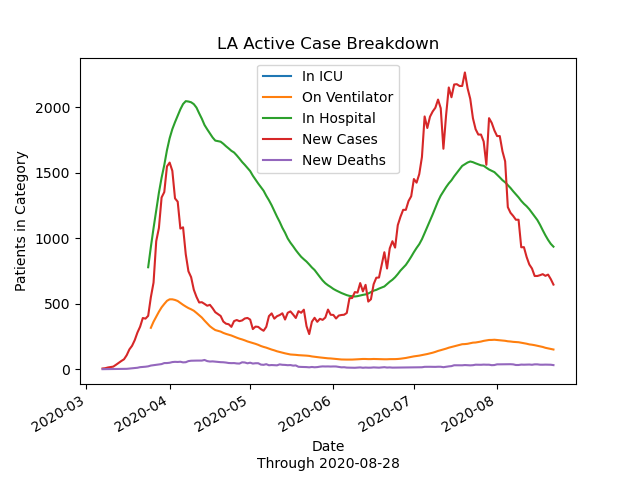 LA Active Case Breakdown
In ICU
On Ventilator
In Hospital
New Cases
New Deaths
Patients in Category
2000
1500
1000
500
0
2020-03
2020-04
2020-05
2020-06
2020-07
2020-08
Date
Through 2020-08-28